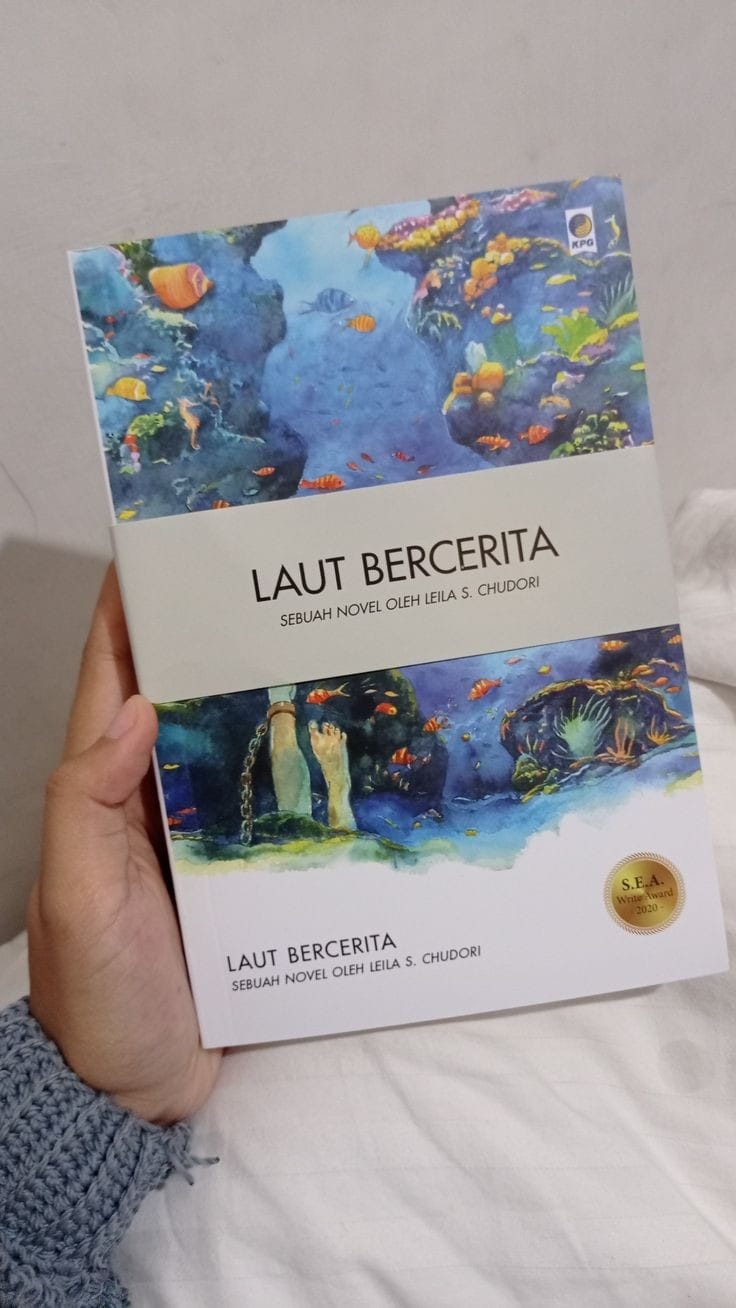 KPG
LAUT BERCERITA
SEBUAH NOVEL OLEH LEILA S. CHUDORI
S.E.A.
Write Award
- 2020 -
LAUT BERCERITA
SEBUAH NOVEL OLEH LEILA S. CHUDORI